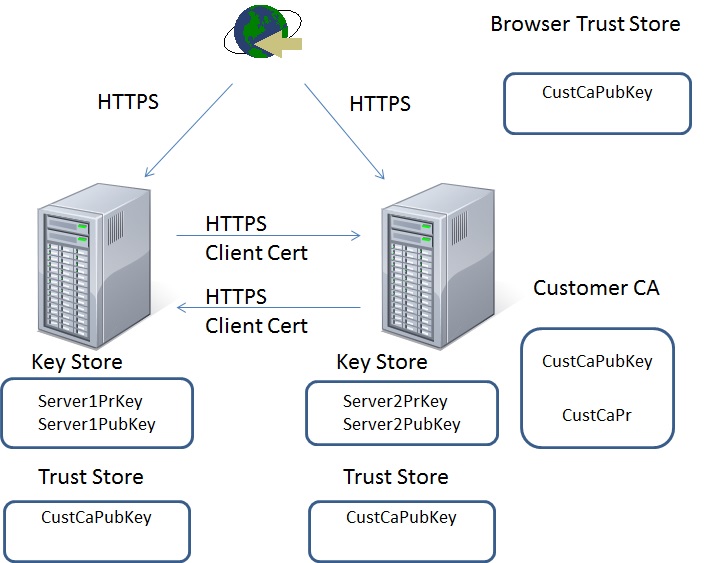 Browser Trust Store
CustCaPubKey
HTTPS
HTTPS
HTTPS
Client Cert
HTTPS
Client Cert
Customer CA
CustCaPubKey
CustCaPr
Key Store
Server1PrKey
Server1PubKey
Key Store
Server2PrKey
Server2PubKey
Trust Store
CustCaPubKey
Trust Store
CustCaPubKey